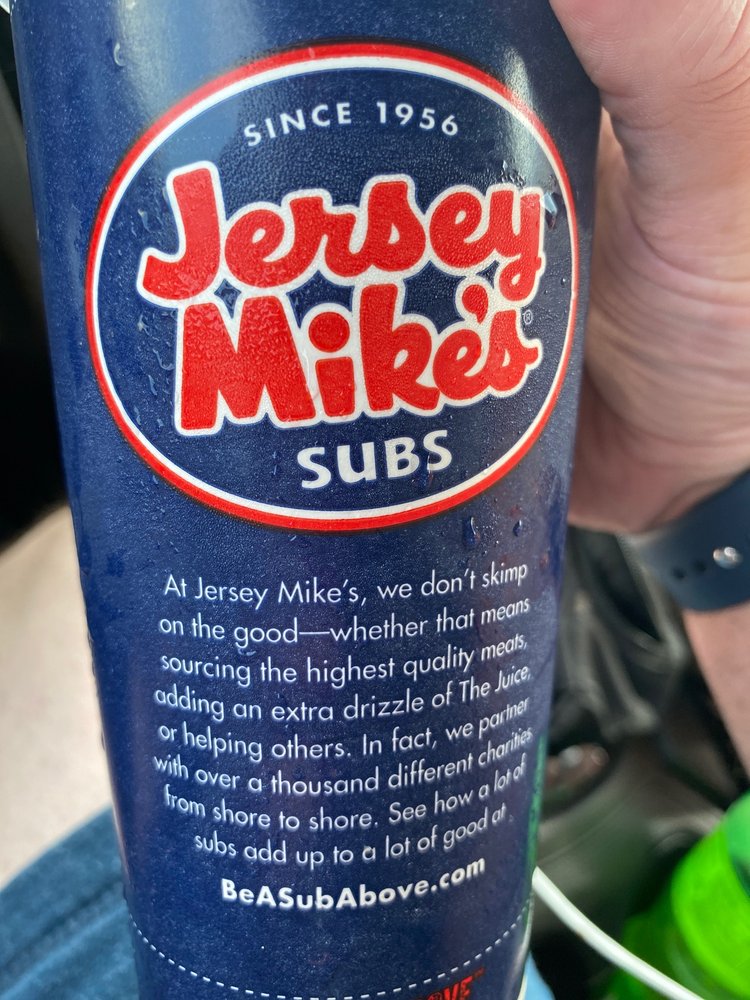 SINCE 1956
Jersey
Mike's®
SUBS
At Jersey Mike's, we don't skimp
on the good—whether that means
sourcing the highest quality meats,
adding an extra drizzle of The Juice,
or helping others. In fact, we partner
with over a thousand different charities
from shore to shore. See how a lot of
subs add up to a lot of good at
BeASubAbove.com